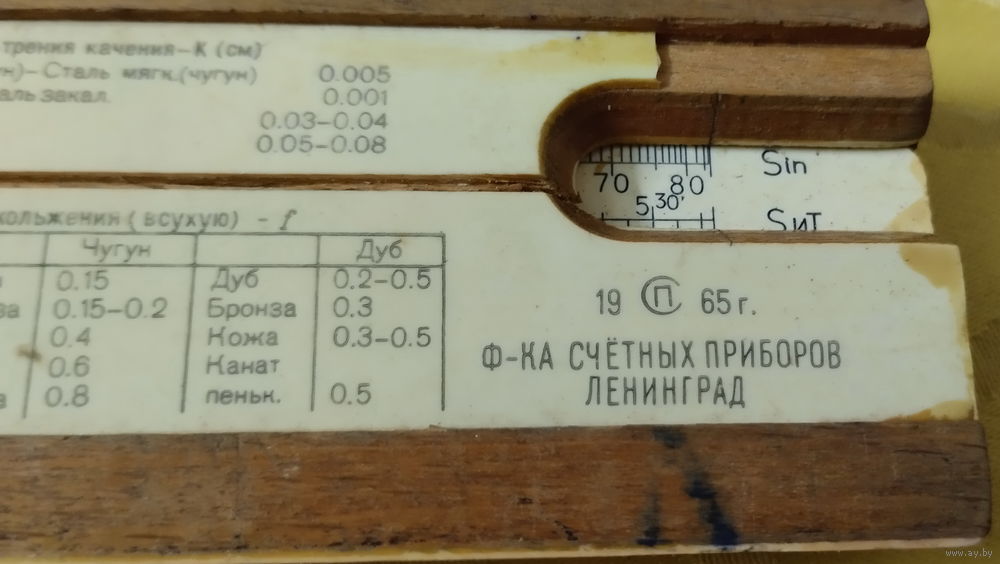 трения качения–К (см)
н)–Сталь мягк.(чугун) 0.005
аль закал. 0.001
0.03–0.04
0.05–0.08
70 80 Sin
5 30' SиT
кольжения (всухую) – f
Чугун Дуб
0.15 Дуб 0.2–0.5
за 0.15–0.2 Бронза 0.3
0.4 Кожа 0.3–0.5
0.6 Канат
0.8 пеньк. 0.5
19 СП 65 г.
Ф-КА СЧЁТНЫХ ПРИБОРОВ
ЛЕНИНГРАД
www.ay.by